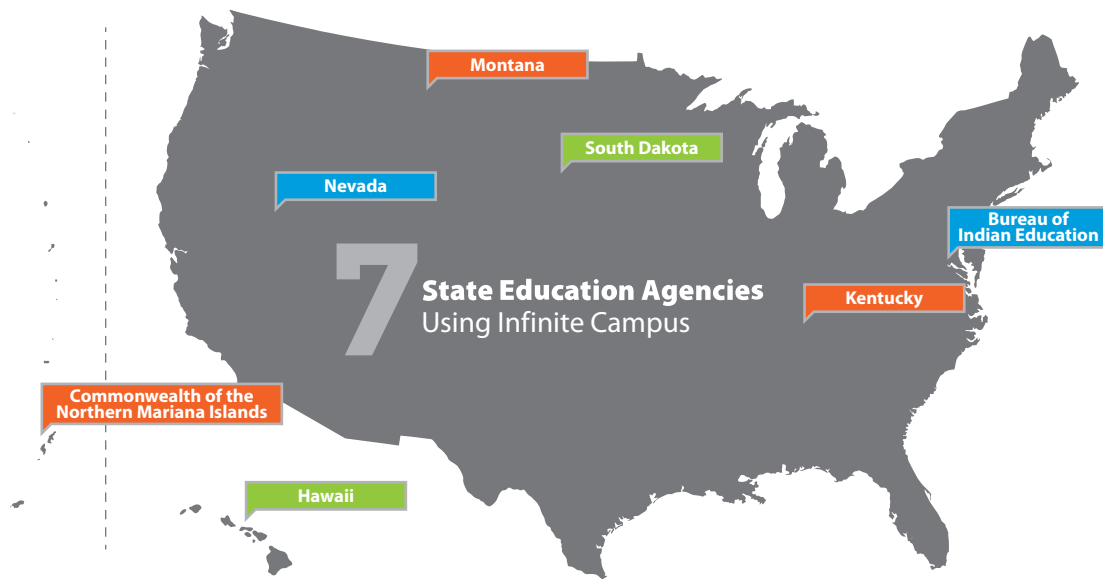 Montana
South Dakota
Nevada
Bureau of
Indian Education
7
State Education Agencies
Using Infinite Campus
Kentucky
Commonwealth of the
Northern Mariana Islands
Hawaii